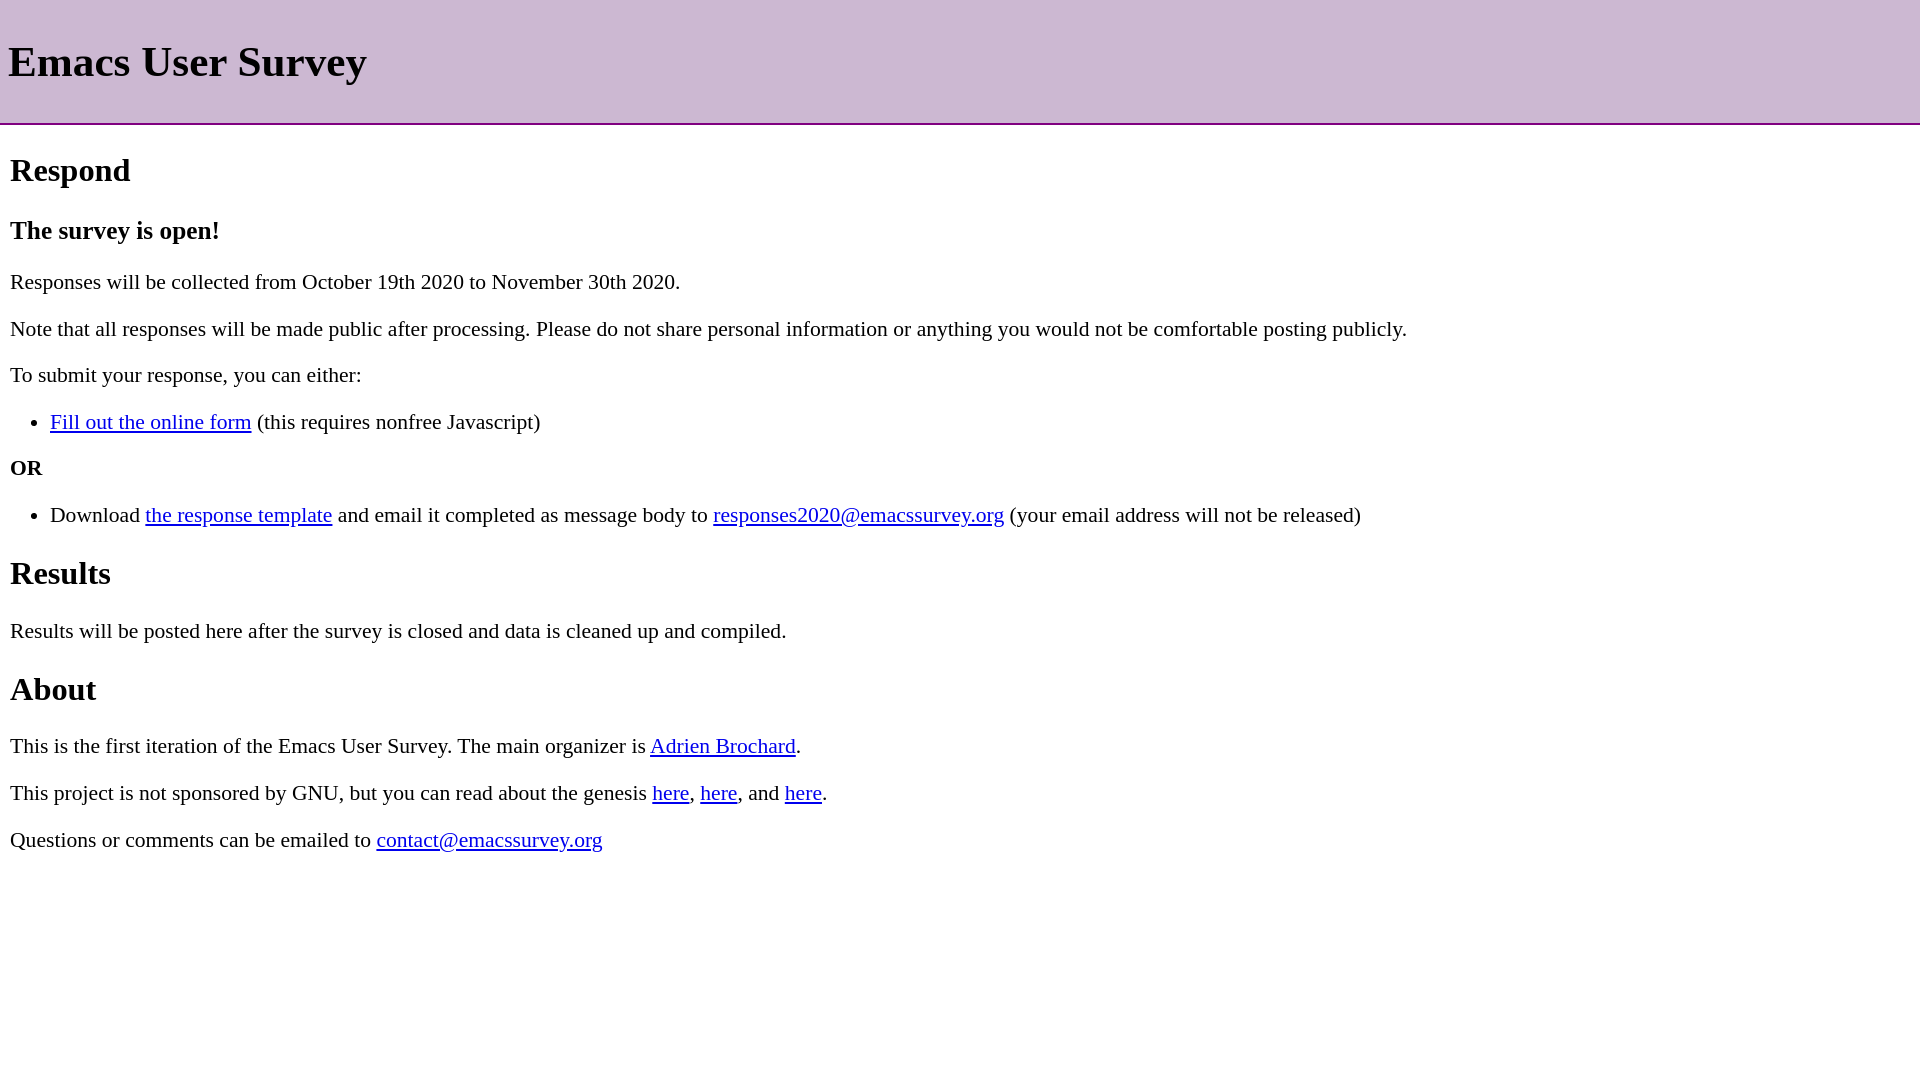 Emacs User Survey
Respond
The survey is open!
Responses will be collected from October 19th 2020 to November 30th 2020.
Note that all responses will be made public after processing. Please do not share personal information or anything you would not be comfortable posting publicly.
To submit your response, you can either:
• Fill out the online form (this requires nonfree Javascript)
OR
• Download the response template and email it completed as message body to responses2020@emacssurvey.org (your email address will not be released)
Results
Results will be posted here after the survey is closed and data is cleaned up and compiled.
About
This is the first iteration of the Emacs User Survey. The main organizer is Adrien Brochard.
This project is not sponsored by GNU, but you can read about the genesis here, here, and here.
Questions or comments can be emailed to contact@emacssurvey.org